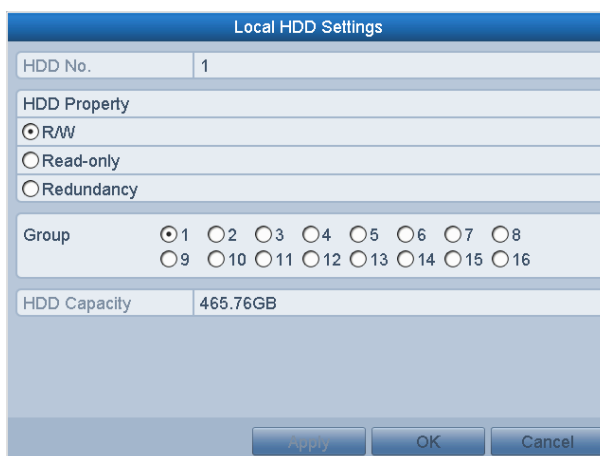 Local HDD Settings
HDD No. 1
HDD Property
R/W
Read-only
Redundancy
Group 1 2 3 4 5 6 7 8
9 10 11 12 13 14 15 16
HDD Capacity 465.76GB
Apply OK Cancel